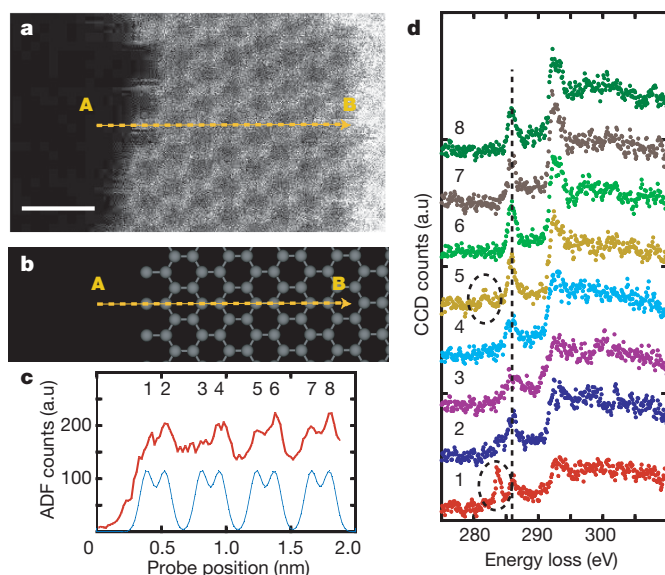 a
A
B
b
A
B
c
1 2 3 4 5 6 7 8
200
100
0 0.5 1.0 1.5 2.0
ADF counts (a.u)
Probe position (nm)
d
8
7
6
5
4
3
2
1
280 290 300
CCD counts (a.u)
Energy loss (eV)